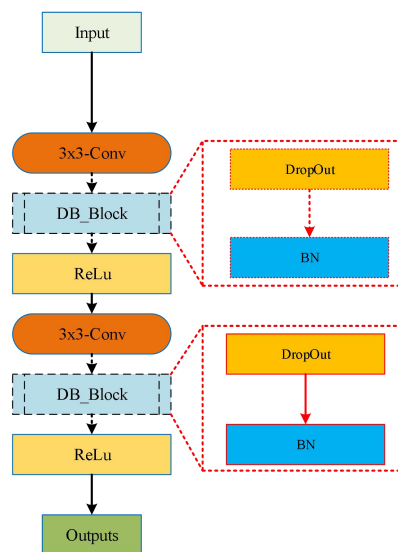 Input
3x3-Conv
DB_Block
ReLu
3x3-Conv
DB_Block
ReLu
Outputs
DropOut
BN
DropOut
BN